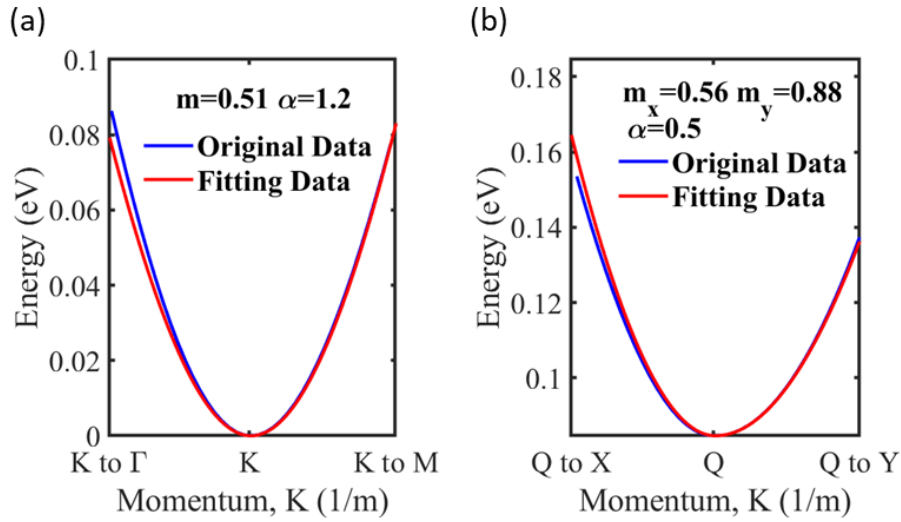 (a)
0.1
0.08
0.06
0.04
0.02
0
Energy (eV)
m=0.51 α=1.2
Original Data
Fitting Data
K to Γ
K
K to M
Momentum, K (1/m)
(b)
0.18
0.16
0.14
0.12
0.1
Energy (eV)
m_x=0.56 m_y=0.88
α=0.5
Original Data
Fitting Data
Q to X
Q
Q to Y
Momentum, K (1/m)